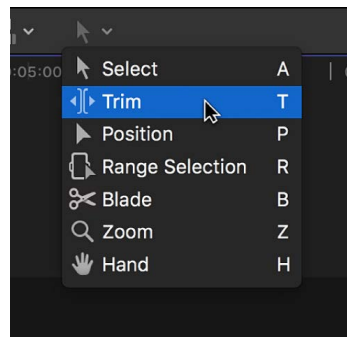 :05:00
Select A
Trim T
Position P
Range Selection R
Blade B
Zoom Z
Hand H